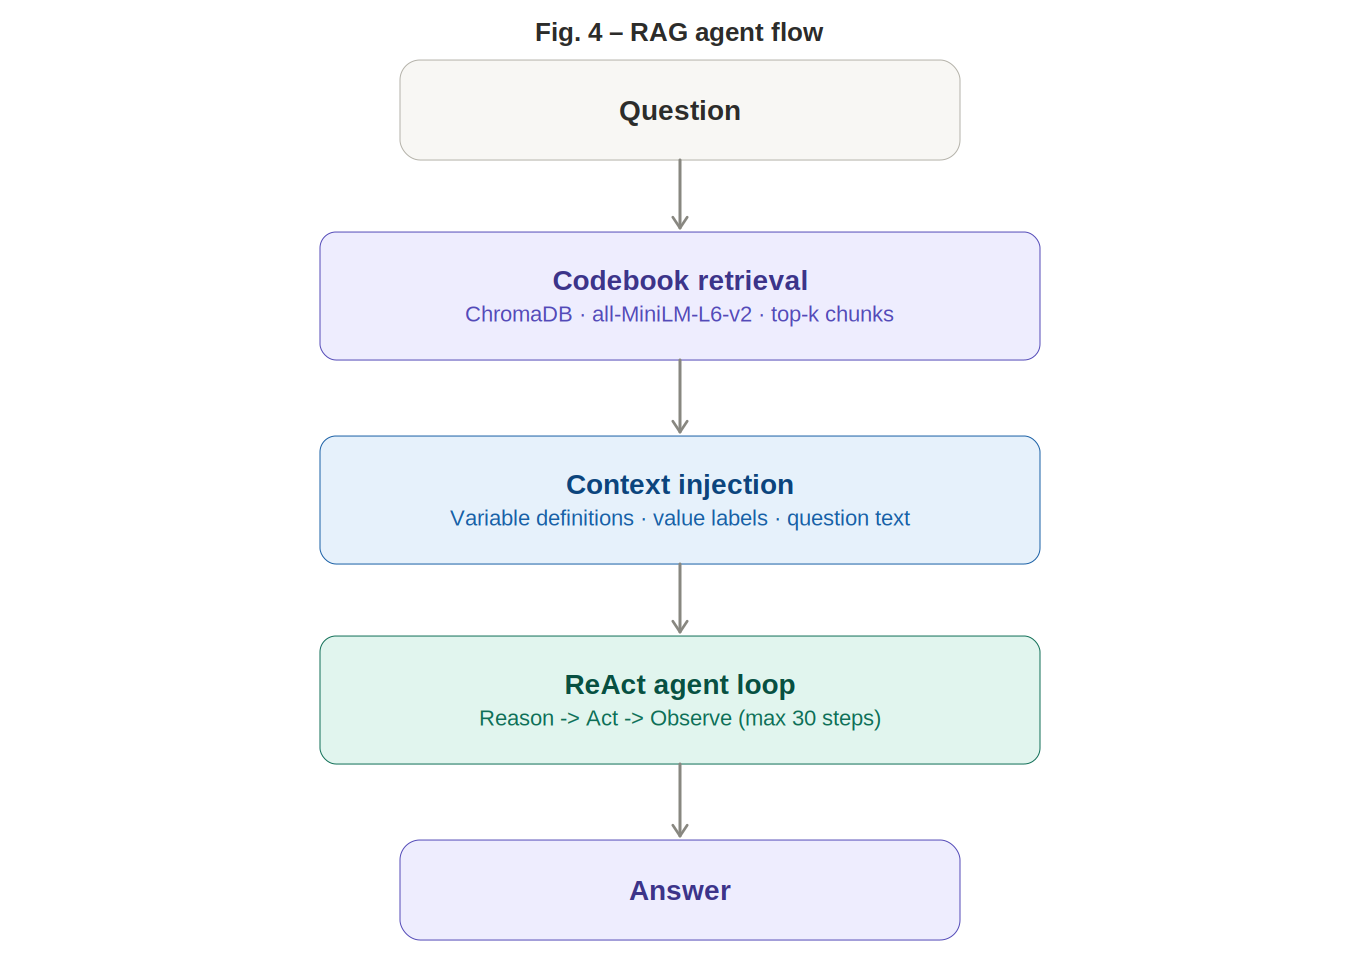 Fig. 4 – RAG agent flow
Question
Codebook retrieval
ChromaDB · all-MiniLM-L6-v2 · top-k chunks
Context injection
Variable definitions · value labels · question text
ReAct agent loop
Reason -> Act -> Observe (max 30 steps)
Answer